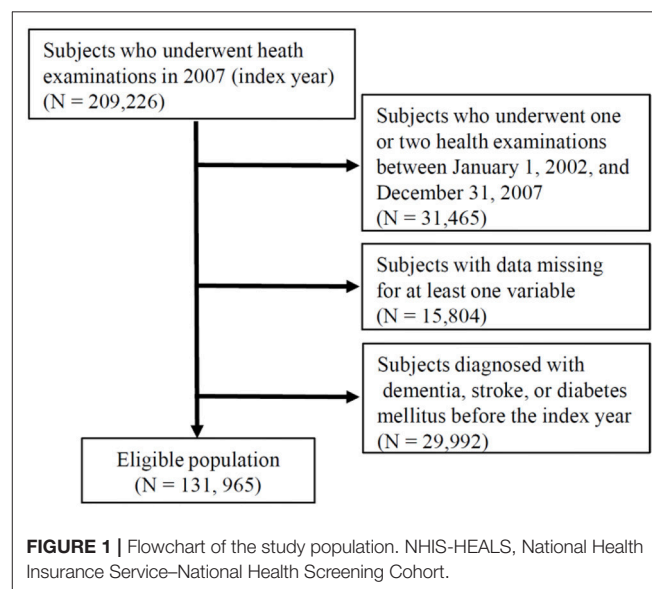 Subjects who underwent heath
examinations in 2007 (index year)
(N = 209,226)
Subjects who underwent one
or two health examinations
between January 1, 2002, and
December 31, 2007
(N = 31,465)
Subjects with data missing
for at least one variable
(N = 15,804)
Subjects diagnosed with
dementia, stroke, or diabetes
mellitus before the index year
(N = 29,992)
Eligible population
(N = 131, 965)
FIGURE 1 | Flowchart of the study population. NHIS-HEALS, National Health
Insurance Service–National Health Screening Cohort.